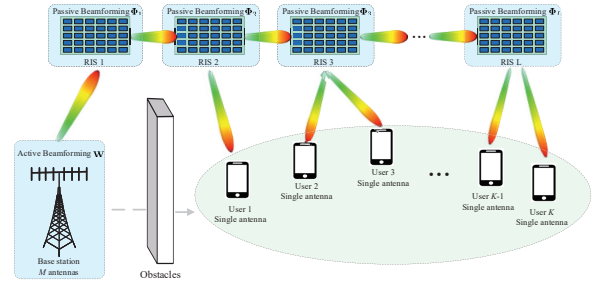 Passive Beamforming Φ₁
Passive Beamforming Φ₂
Passive Beamforming Φ₃
Passive Beamforming Φ_L
RIS 1
RIS 2
RIS 3
RIS L
Active Beamforming W
Base station
M antennas
Obstacles
User 1
Single antenna
User 2
Single antenna
User 3
Single antenna
User K-1
Single antenna
User K
Single antenna